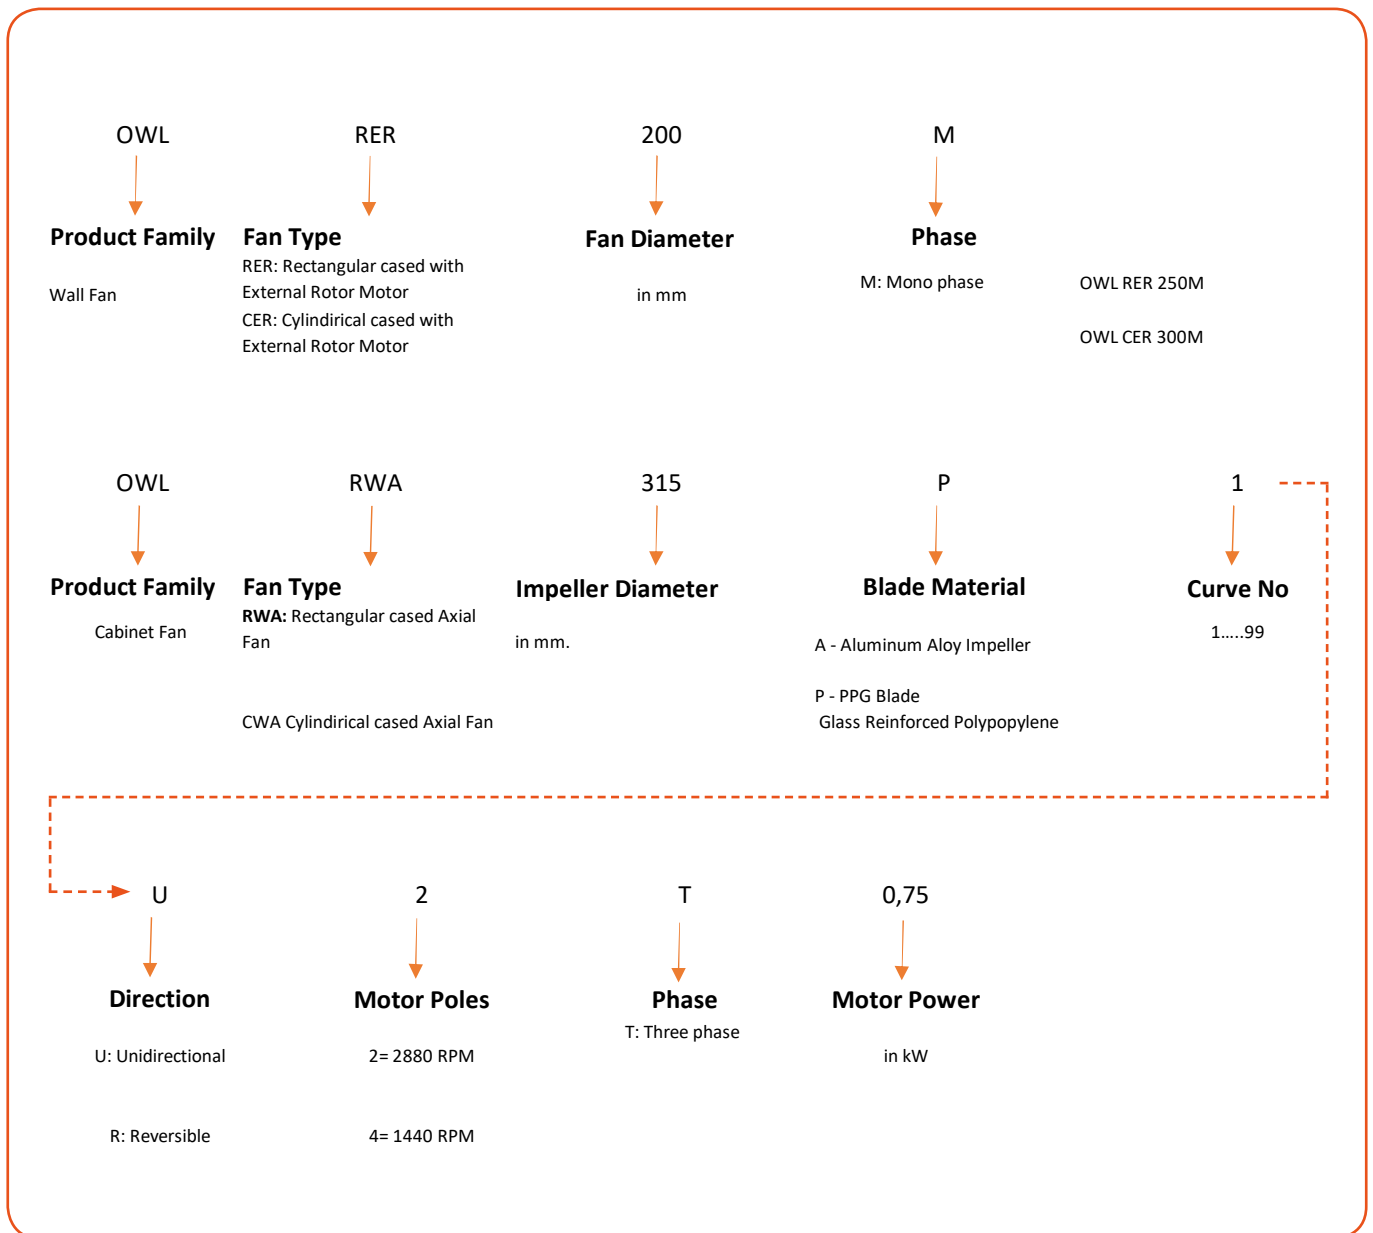 OWL RER 200 M
Product Family Fan Type Fan Diameter Phase
RER: Rectangular cased with
External Rotor Motor
CER: Cylindirical cased with
External Rotor Motor
Wall Fan
in mm
M: Mono phase
OWL RER 250M
OWL CER 300M
OWL RWA 315 P 1
Product Family Fan Type Impeller Diameter Blade Material Curve No
Cabinet Fan
RWA: Rectangular cased Axial
Fan
CWA Cylindirical cased Axial Fan
in mm.
A - Aluminum Aloy Impeller
P - PPG Blade
Glass Reinforced Polypopylene
1.....99
U 2 T 0,75
Direction Motor Poles Phase Motor Power
T: Three phase
U: Unidirectional 2= 2880 RPM in kW
R: Reversible 4= 1440 RPM